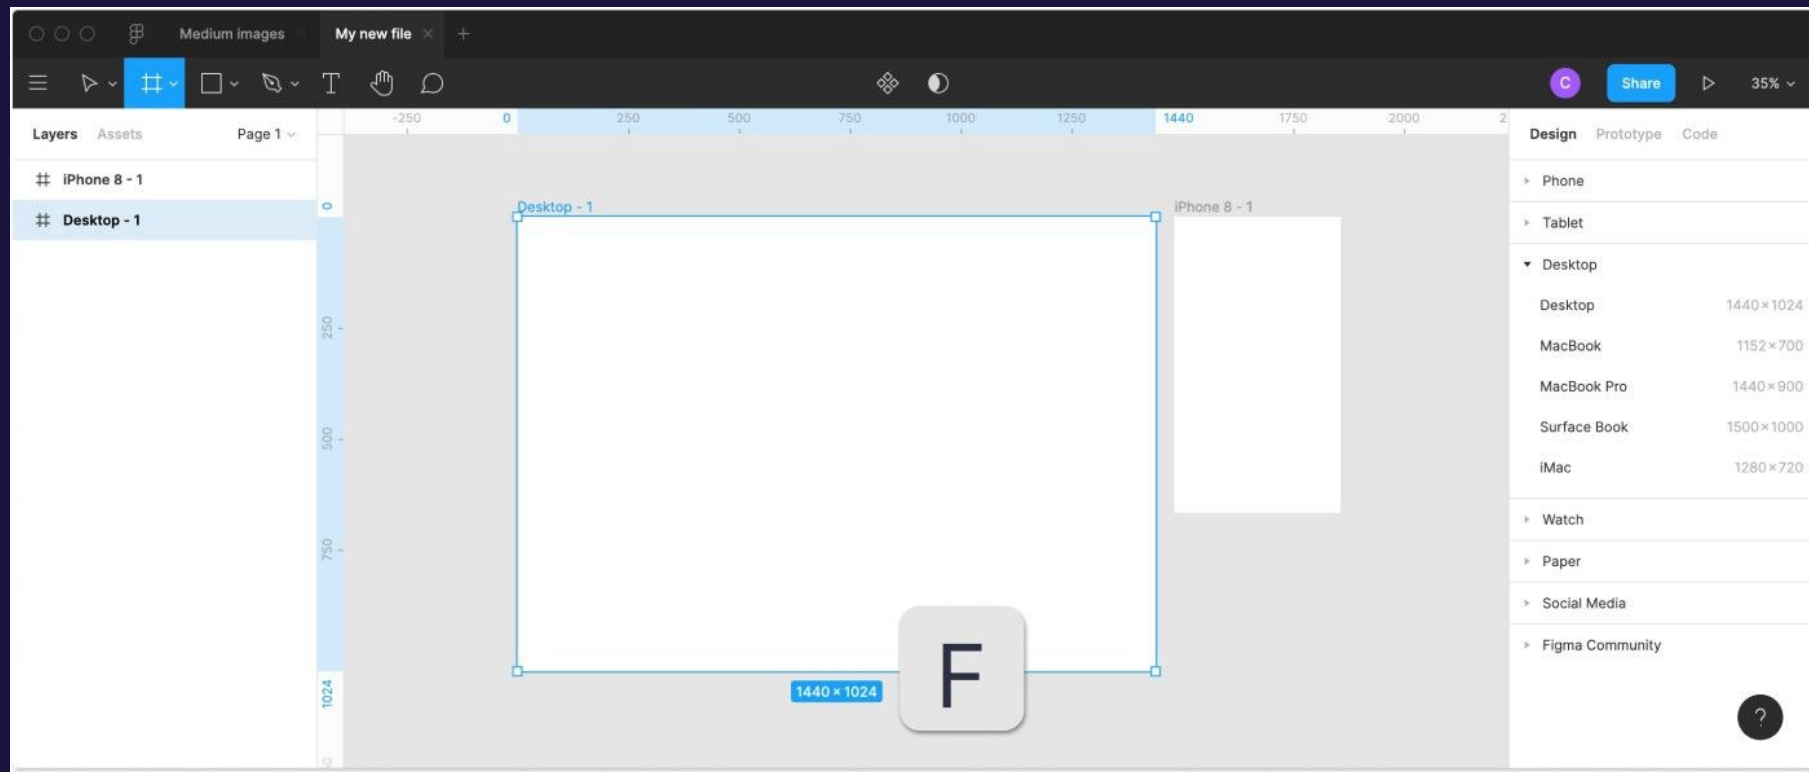 Medium images
My new file
T
C
Share
35%
Layers Assets Page 1
iPhone 8 - 1
Desktop - 1
-250 0 250 500 750 1000 1250 1440 1750 2000 2
0
250
500
750
1024
Desktop - 1
iPhone 8 - 1
1440 × 1024
F
Design Prototype Code
Phone
Tablet
Desktop
Desktop 1440×1024
MacBook 1152×700
MacBook Pro 1440×900
Surface Book 1500×1000
iMac 1280×720
Watch
Paper
Social Media
Figma Community
?